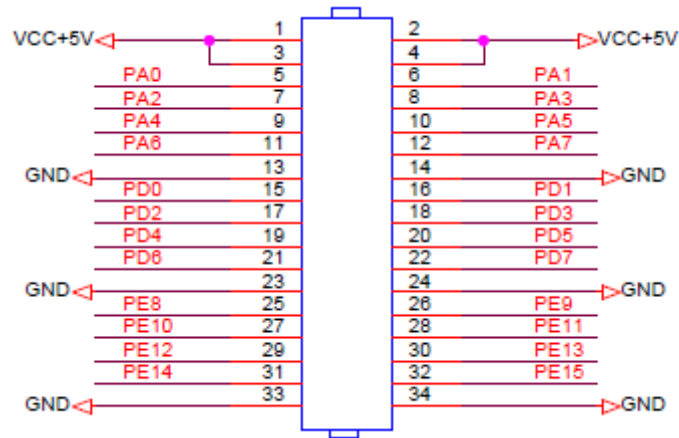 VCC+5V 1 2 VCC+5V
3 4
PA0 5 6 PA1
PA2 7 8 PA3
PA4 9 10 PA5
PA6 11 12 PA7
GND 13 14 GND
PD0 15 16 PD1
PD2 17 18 PD3
PD4 19 20 PD5
PD6 21 22 PD7
GND 23 24 GND
PE8 25 26 PE9
PE10 27 28 PE11
PE12 29 30 PE13
PE14 31 32 PE15
GND 33 34 GND